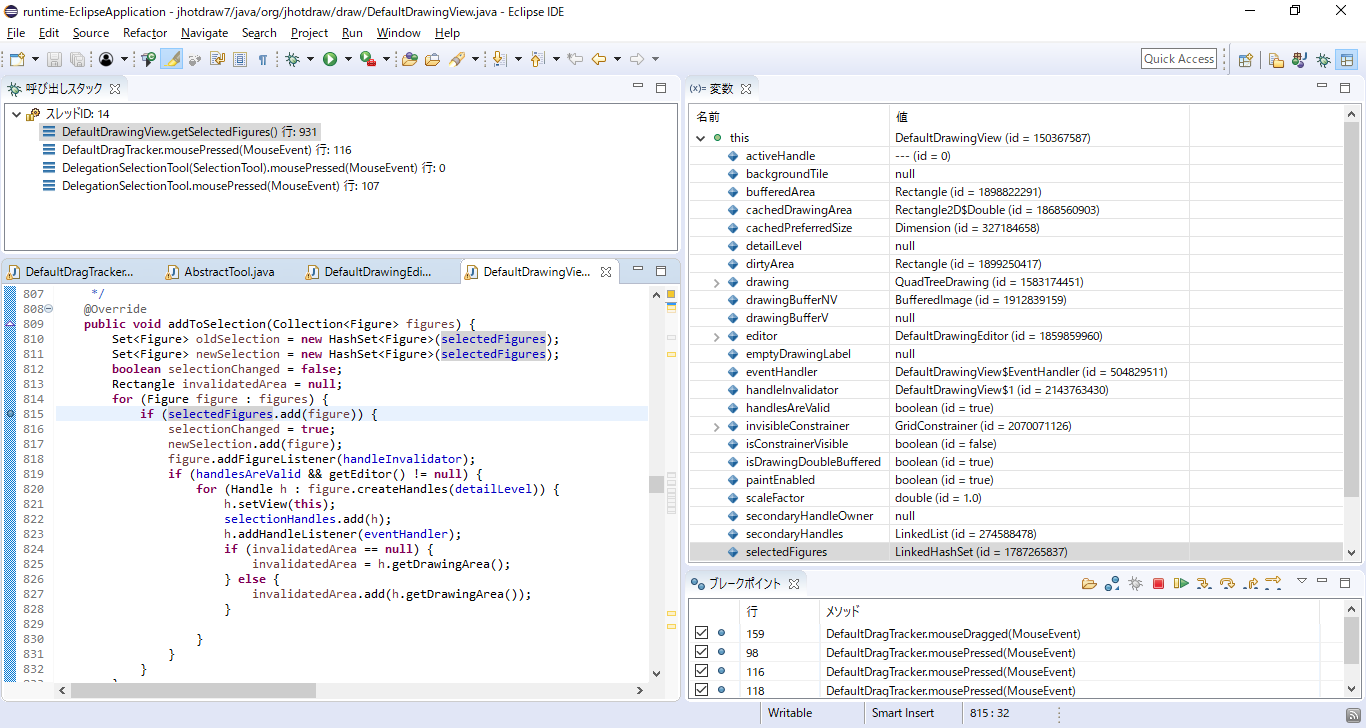 runtime-EclipseApplication - jhotdraw7/java/org/jhotdraw/draw/DefaultDrawingView.java - Eclipse IDE
File Edit Source Refactor Navigate Search Project Run Window Help
Quick Access
呼び出しスタック
スレッドID: 14
DefaultDrawingView.getSelectedFigures() 行: 931
DefaultDragTracker.mousePressed(MouseEvent) 行: 116
DelegationSelectionTool(SelectionTool).mousePressed(MouseEvent) 行: 0
DelegationSelectionTool.mousePressed(MouseEvent) 行: 107
DefaultDragTracker... AbstractTool.java DefaultDrawingEdi... DefaultDrawingVie...
807 */
808 @Override
809 public void addToSelection(Collection<Figure> figures) {
810 Set<Figure> oldSelection = new HashSet<Figure>(selectedFigures);
811 Set<Figure> newSelection = new HashSet<Figure>(selectedFigures);
812 boolean selectionChanged = false;
813 Rectangle invalidatedArea = null;
814 for (Figure figure : figures) {
815 if (selectedFigures.add(figure)) {
816 selectionChanged = true;
817 newSelection.add(figure);
818 figure.addFigureListener(handleInvalidator);
819 if (handlesAreValid && getEditor() != null) {
820 for (Handle h : figure.createHandles(detailLevel)) {
821 h.setView(this);
822 selectionHandles.add(h);
823 h.addHandleListener(eventHandler);
824 if (invalidatedArea == null) {
825 invalidatedArea = h.getDrawingArea();
826 } else {
827 invalidatedArea.add(h.getDrawingArea());
828 }
829
830 }
831 }
832 }
(x)= 変数
名前 値
this DefaultDrawingView (id = 150367587)
activeHandle --- (id = 0)
backgroundTile null
bufferedArea Rectangle (id = 1898822291)
cachedDrawingArea Rectangle2D$Double (id = 1868560903)
cachedPreferredSize Dimension (id = 327184658)
detailLevel null
dirtyArea Rectangle (id = 1899250417)
drawing QuadTreeDrawing (id = 1583174451)
drawingBufferNV BufferedImage (id = 1912839159)
drawingBufferV null
editor DefaultDrawingEditor (id = 1859859960)
emptyDrawingLabel null
eventHandler DefaultDrawingView$EventHandler (id = 504829511)
handleInvalidator DefaultDrawingView$1 (id = 2143763430)
handlesAreValid boolean (id = true)
invisibleConstrainer GridConstrainer (id = 2070071126)
isConstrainerVisible boolean (id = false)
isDrawingDoubleBuffered boolean (id = true)
paintEnabled boolean (id = true)
scaleFactor double (id = 1.0)
secondaryHandleOwner null
secondaryHandles LinkedList (id = 274588478)
selectedFigures LinkedHashSet (id = 1787265837)
ブレークポイント
行 メソッド
159 DefaultDragTracker.mouseDragged(MouseEvent)
98 DefaultDragTracker.mousePressed(MouseEvent)
116 DefaultDragTracker.mousePressed(MouseEvent)
118 DefaultDragTracker.mousePressed(MouseEvent)
Writable Smart Insert 815 : 32